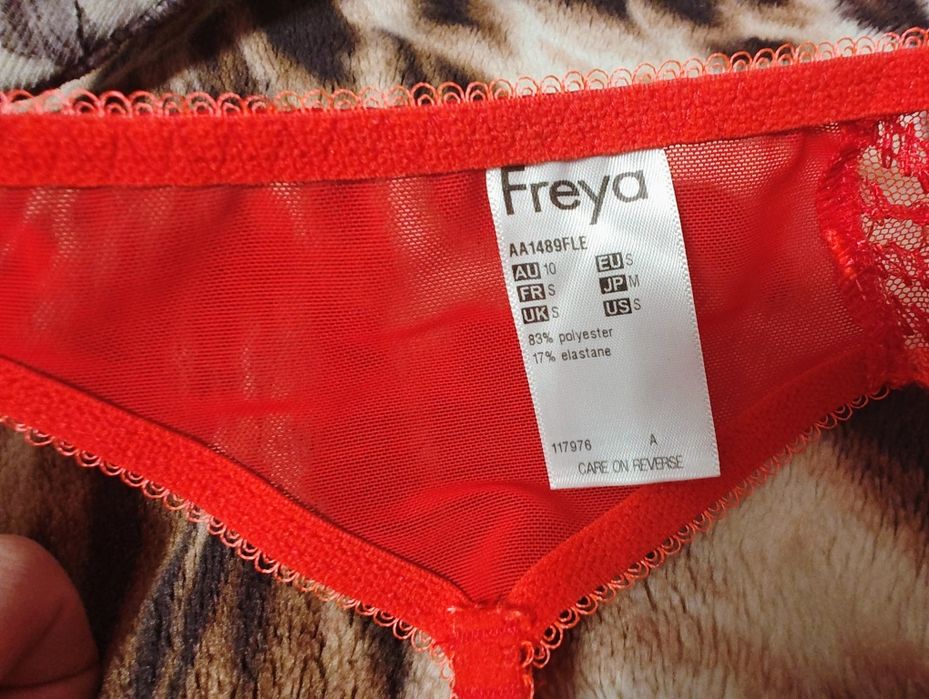 Freya
AA1489FLE
AU 10 EU S
FR S JP M
UK S US S
83% polyester
17% elastane
117976 A
CARE ON REVERSE